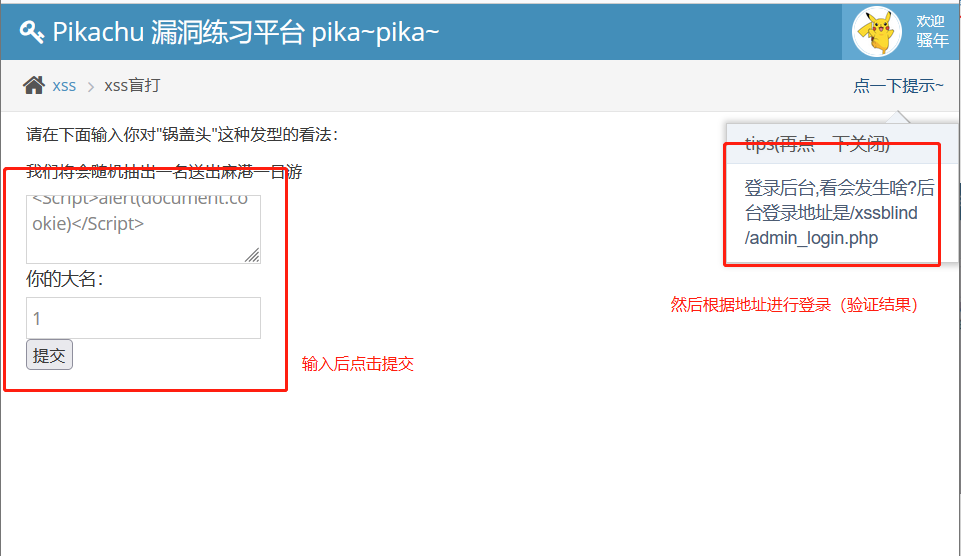 Pikachu 漏洞练习平台 pika~pika~
欢迎
骚年
xss
xss盲打
点一下提示~
请在下面输入你对"锅盖头"这种发型的看法:
我们将会随机抽出一名送出麻港一日游
<Script>alert(document.co
okie)</Script>
你的大名:
1
提交
tips(再点一下关闭)
登录后台,看会发生啥?后
台登录地址是/xssblind
/admin_login.php
然后根据地址进行登录（验证结果）
输入后点击提交